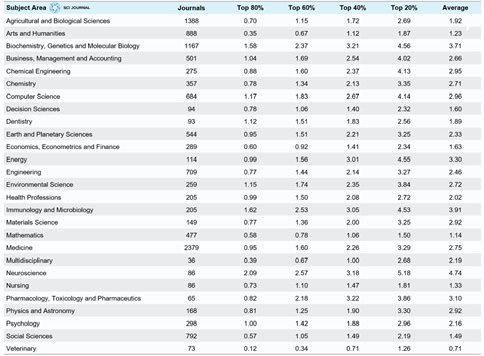 Subject Area SCI JOURNAL Journals Top 80% Top 60% Top 40% Top 20% Average
Agricultural and Biological Sciences 1388 0.70 1.15 1.72 2.69 1.92
Arts and Humanities 888 0.35 0.67 1.12 1.87 1.23
Biochemistry, Genetics and Molecular Biology 1167 1.58 2.37 3.21 4.56 3.71
Business, Management and Accounting 501 1.04 1.69 2.54 4.02 2.66
Chemical Engineering 275 0.88 1.60 2.37 4.13 2.95
Chemistry 357 0.78 1.34 2.13 3.35 2.71
Computer Science 684 1.17 1.83 2.67 4.14 2.96
Decision Sciences 94 0.78 1.06 1.40 2.32 1.60
Dentistry 93 1.12 1.51 1.83 2.56 1.89
Earth and Planetary Sciences 544 0.95 1.51 2.21 3.25 2.33
Economics, Econometrics and Finance 289 0.60 0.92 1.41 2.34 1.63
Energy 114 0.99 1.56 3.01 4.55 3.30
Engineering 709 0.77 1.44 2.14 3.27 2.46
Environmental Science 259 1.15 1.74 2.35 3.84 2.72
Health Professions 205 0.99 1.50 2.08 2.72 2.02
Immunology and Microbiology 205 1.62 2.53 3.05 4.53 3.91
Materials Science 149 0.77 1.36 2.00 3.25 2.92
Mathematics 477 0.58 0.78 1.06 1.50 1.14
Medicine 2379 0.95 1.60 2.26 3.29 2.75
Multidisciplinary 36 0.39 0.67 1.00 2.68 2.19
Neuroscience 86 2.09 2.57 3.18 5.18 4.74
Nursing 86 0.73 1.10 1.47 1.81 1.33
Pharmacology, Toxicology and Pharmaceutics 65 0.82 2.18 3.22 3.86 3.10
Physics and Astronomy 168 0.81 1.25 1.90 3.30 2.92
Psychology 298 1.00 1.42 1.88 2.96 2.16
Social Sciences 792 0.57 1.05 1.49 2.19 1.49
Veterinary 73 0.12 0.34 0.71 1.26 0.71